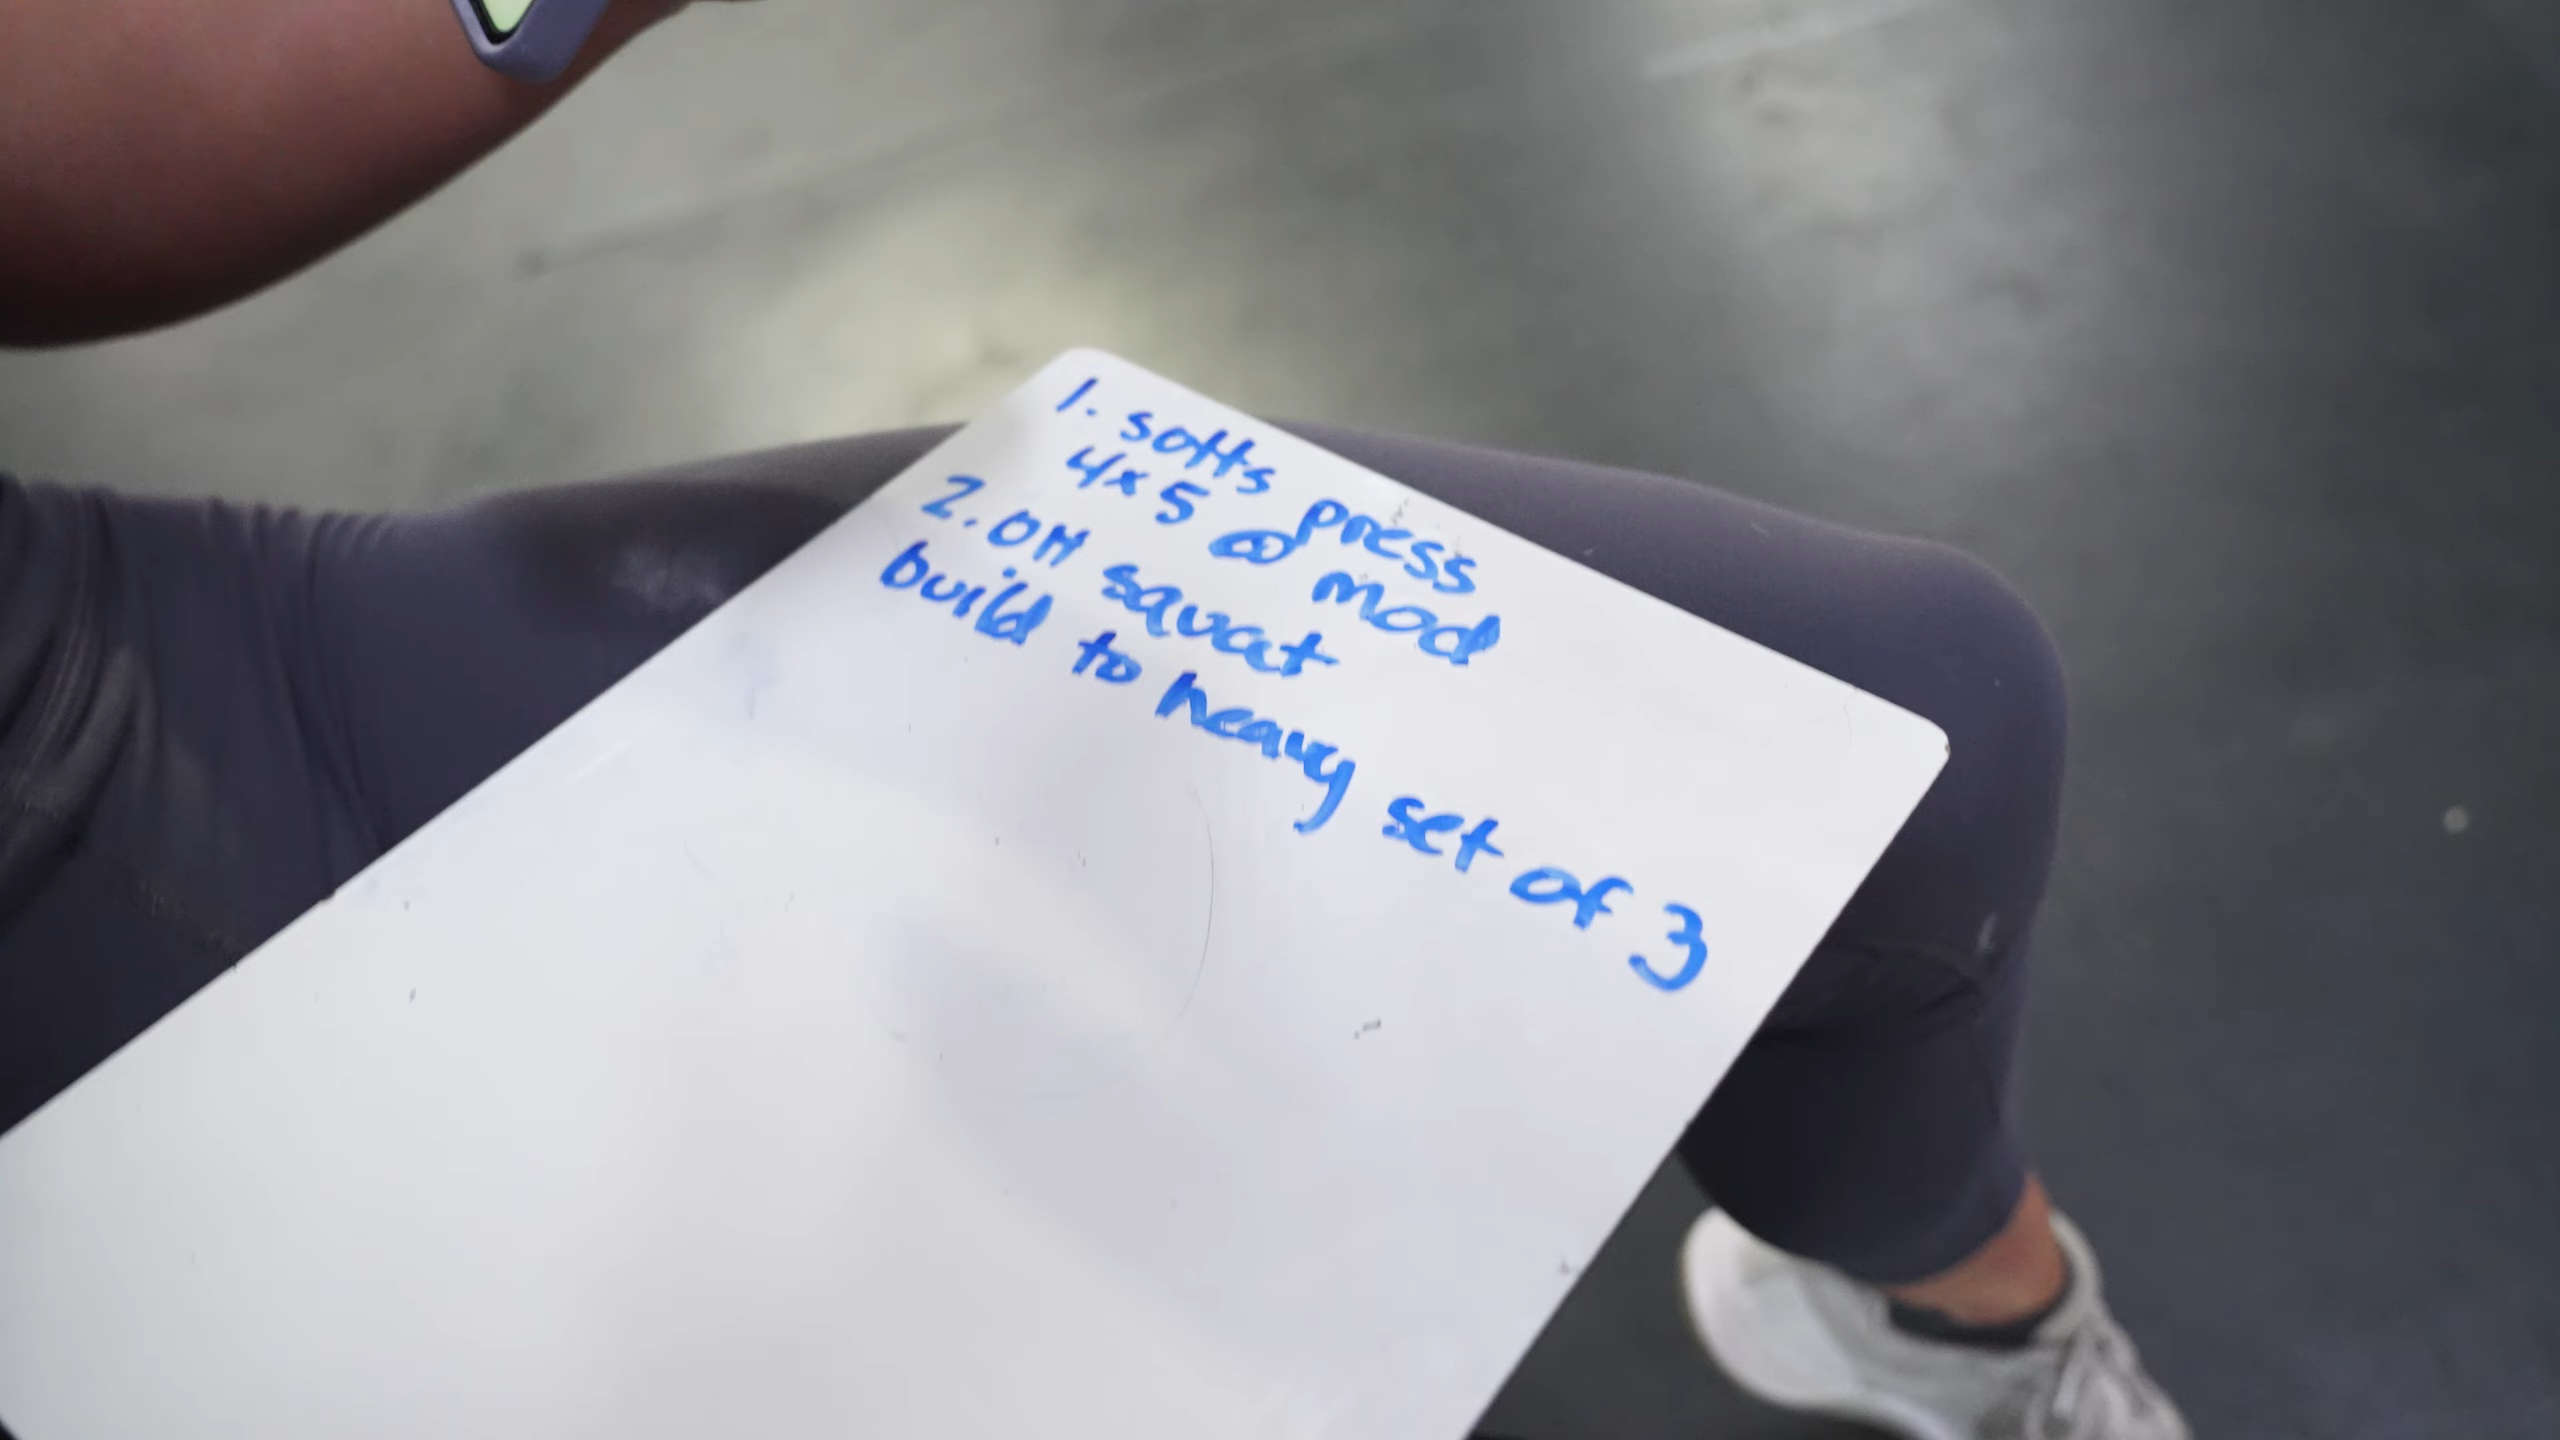 1. sotts press
4x5 @ mod
2. OH squat
build to heavy set of 3